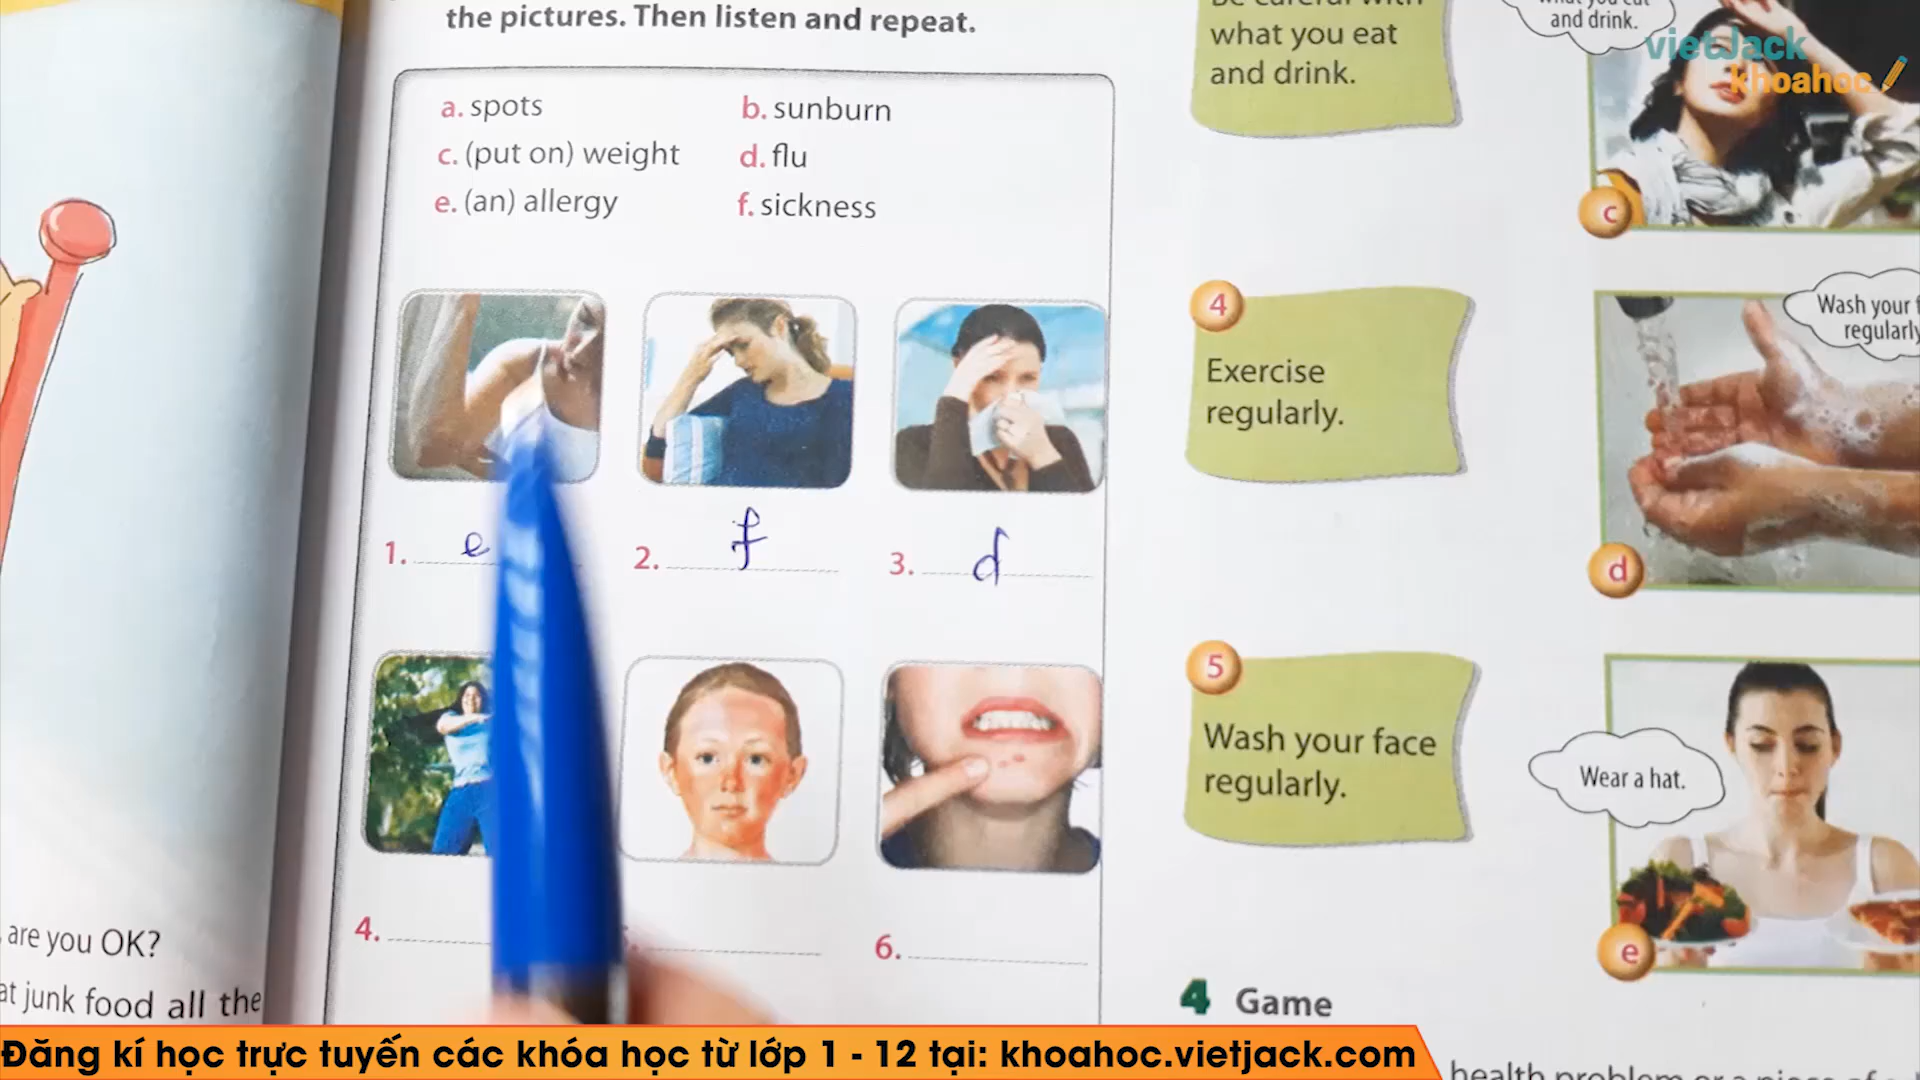 the pictures. Then listen and repeat.
a. spots
b. sunburn
c. (put on) weight
d. flu
e. (an) allergy
f. sickness
1. e
2. f
3. d
4.
6.
are you OK?
at junk food all the
what you eat
and drink.
and drink.
c
4
Exercise
regularly.
Wash your
regularly
d
5
Wash your face
regularly.
Wear a hat.
e
4 Game
vietJack
khoahoc
Đăng kí học trực tuyến các khóa học từ lớp 1 - 12 tại: khoahoc.vietjack.com